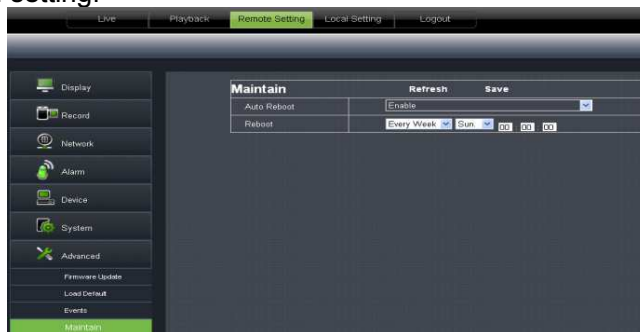 setting.
Live Playback Remote Setting Local Setting Logout
Display
Record
Network
Alarm
Device
System
Advanced
Firmware Update
Load Default
Events
Maintain
Maintain Refresh Save
Auto Reboot Enable
Reboot Every Week Sun. 00 00 00